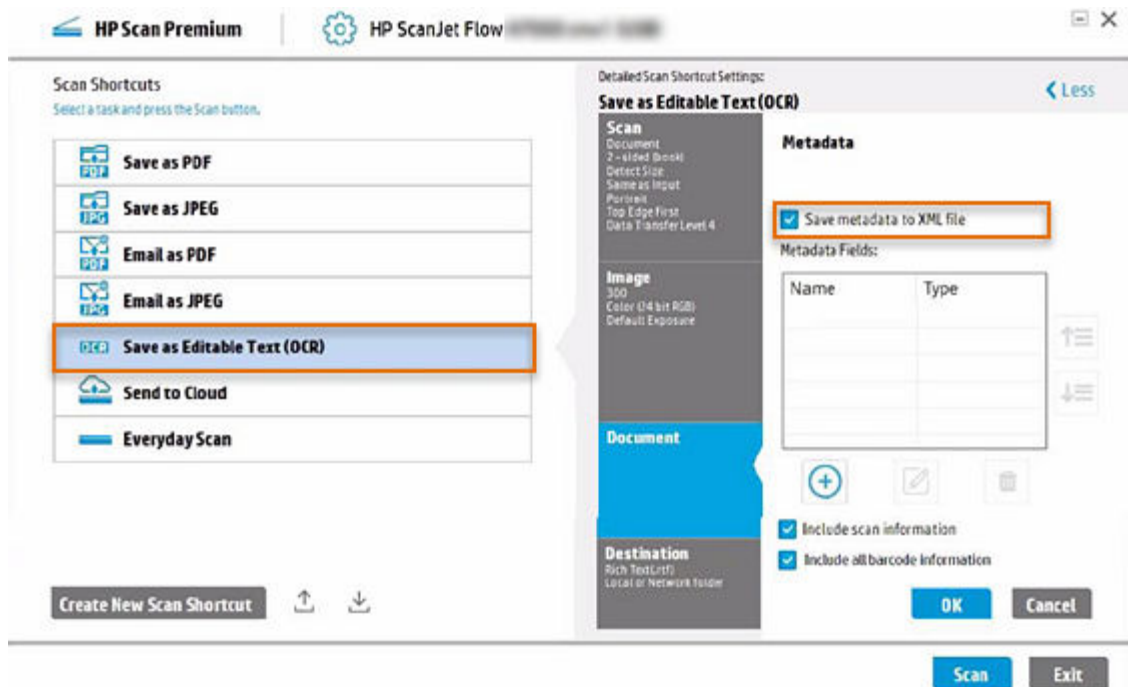 HP Scan Premium
HP ScanJet Flow
Scan Shortcuts
Select a task and press the Scan button.
PDF Save as PDF
JPG Save as JPEG
PDF Email as PDF
JPG Email as JPEG
OCR Save as Editable Text (OCR)
Send to Cloud
Everyday Scan
Create New Scan Shortcut
Detailed Scan Shortcut Settings:
Save as Editable Text (OCR)
Less
Scan
Document
2-sided (book)
Detect Size
Same as Input
Portrait
Top Edge First
Data Transfer Level 4
Image
300
Color (24 bit RGB)
Default Exposure
Document
Destination
Rich Text(.rtf)
Local or Network folder
Metadata
Save metadata to XML file
Metadata Fields:
Name Type
Include scan information
Include all barcode information
OK Cancel
Scan Exit